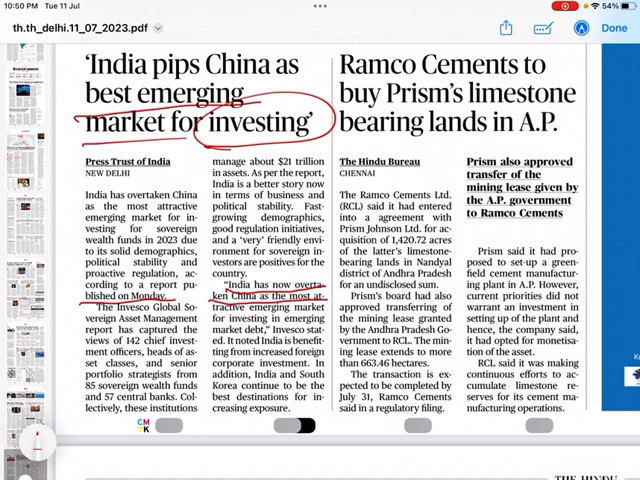 10:50 PM Tue 11 Jul
54%
th.th_delhi.11_07_2023.pdf
Done
'India pips China as
best emerging
market for investing'
Press Trust of India
NEW DELHI
India has overtaken China
as the most attractive
emerging market for in-
vesting for sovereign
wealth funds in 2023 due
to its solid demographics,
political stability and
proactive regulation, ac-
cording to a report pu-
blished on Monday.
The Invesco Global So-
vereign Asset Management
report has captured the
views of 142 chief invest-
ment officers, heads of as-
set classes, and senior
portfolio strategists from
85 sovereign wealth funds
and 57 central banks. Col-
lectively, these institutions
manage about $21 trillion
in assets. As per the report,
India is a better story now
in terms of business and
political stability. Fast-
growing demographics,
good regulation initiatives,
and a 'very' friendly envi-
ronment for sovereign in-
vestors are positives for the
country.
"India has now overta-
ken China as the most at-
tractive emerging market
for investing in emerging
market debt," Invesco stat-
ed. It noted India is benefit-
ting from increased foreign
corporate investment. In
addition, India and South
Korea continue to be the
best destinations for in-
creasing exposure.
Ramco Cements to
buy Prism's limestone
bearing lands in A.P.
The Hindu Bureau
CHENNAI
The Ramco Cements Ltd.
(RCL) said it had entered
into a agreement with
Prism Johnson Ltd. for ac-
quisition of 1,420.72 acres
of the latter's limestone-
bearing lands in Nandyal
district of Andhra Pradesh
for an undisclosed sum.
Prism's board had also
approved transferring of
the mining lease granted
by the Andhra Pradesh Go-
vernment to RCL. The min-
ing lease extends to more
than 663.46 hectares.
The transaction is ex-
pected to be completed by
July 31, Ramco Cements
said in a regulatory filing.
Prism also approved
transfer of the
mining lease given by
the A.P. government
to Ramco Cements
Prism said it had pro-
posed to set-up a green-
field cement manufacturing
plant in A.P. However,
current priorities did not
warrant an investment in
setting up of the plant and
hence, the company said,
it had opted for monetisa-
tion of the asset.
RCL said it was making
continuous efforts to ac-
cumulate limestone reserv-
es for its cement ma-
nufacturing operations.
CMYK
THE HINDU